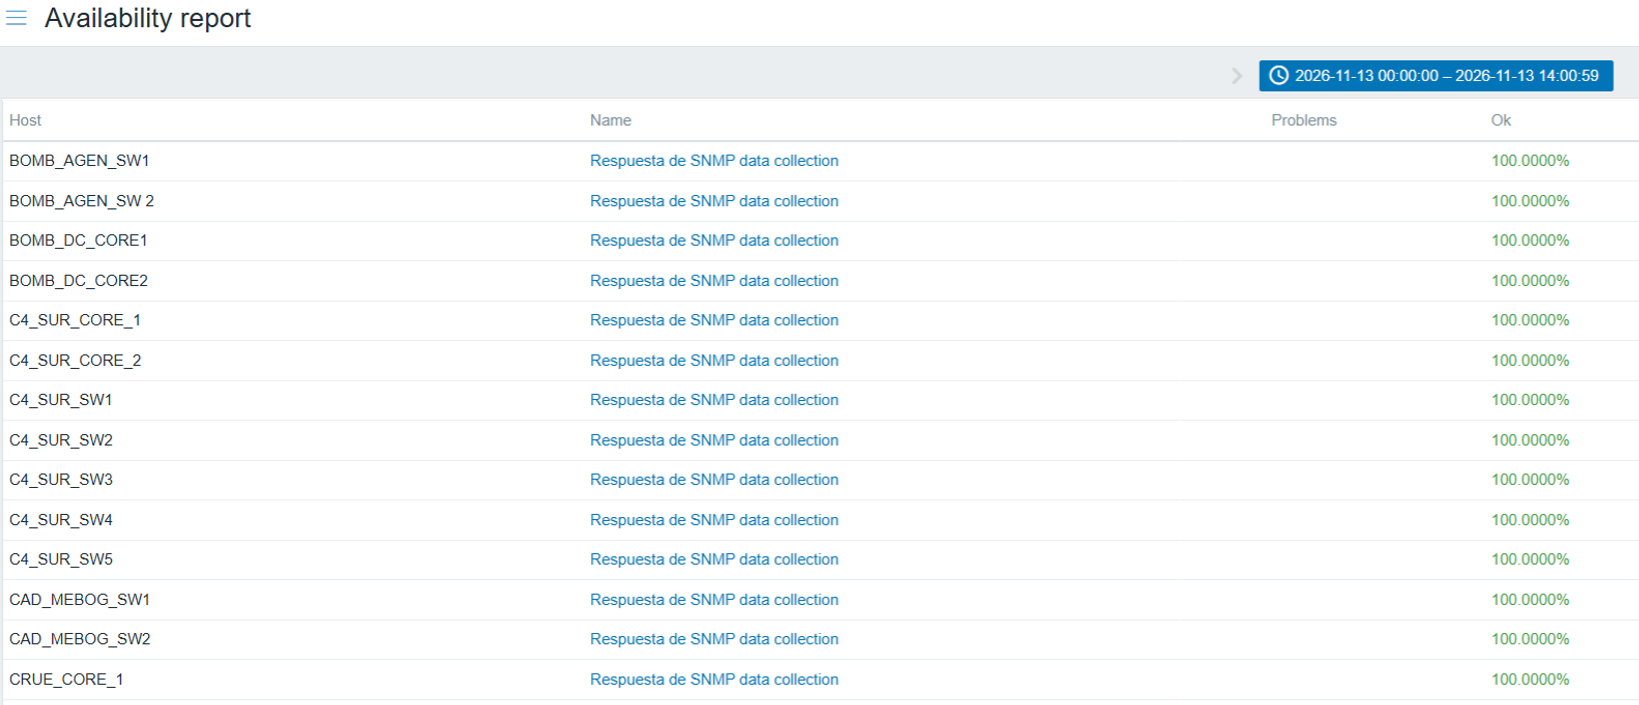 Availability report
2026-11-13 00:00:00 – 2026-11-13 14:00:59
Host Name Problems Ok
BOMB_AGEN_SW1 Respuesta de SNMP data collection 100.0000%
BOMB_AGEN_SW 2 Respuesta de SNMP data collection 100.0000%
BOMB_DC_CORE1 Respuesta de SNMP data collection 100.0000%
BOMB_DC_CORE2 Respuesta de SNMP data collection 100.0000%
C4_SUR_CORE_1 Respuesta de SNMP data collection 100.0000%
C4_SUR_CORE_2 Respuesta de SNMP data collection 100.0000%
C4_SUR_SW1 Respuesta de SNMP data collection 100.0000%
C4_SUR_SW2 Respuesta de SNMP data collection 100.0000%
C4_SUR_SW3 Respuesta de SNMP data collection 100.0000%
C4_SUR_SW4 Respuesta de SNMP data collection 100.0000%
C4_SUR_SW5 Respuesta de SNMP data collection 100.0000%
CAD_MEBOG_SW1 Respuesta de SNMP data collection 100.0000%
CAD_MEBOG_SW2 Respuesta de SNMP data collection 100.0000%
CRUE_CORE_1 Respuesta de SNMP data collection 100.0000%